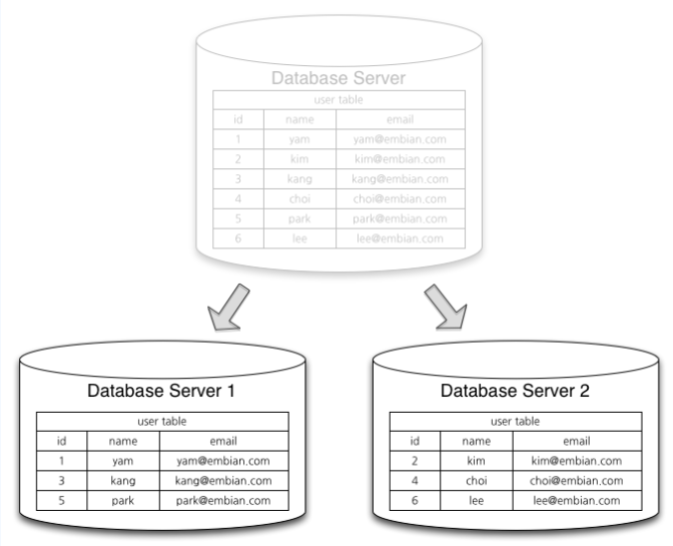 Database Server
user table
id name email
1 yam yam@embian.com
2 kim kim@embian.com
3 kang kang@embian.com
4 choi choi@embian.com
5 park park@embian.com
6 lee lee@embian.com
Database Server 1
user table
id name email
1 yam yam@embian.com
3 kang kang@embian.com
5 park park@embian.com
Database Server 2
user table
id name email
2 kim kim@embian.com
4 choi choi@embian.com
6 lee lee@embian.com